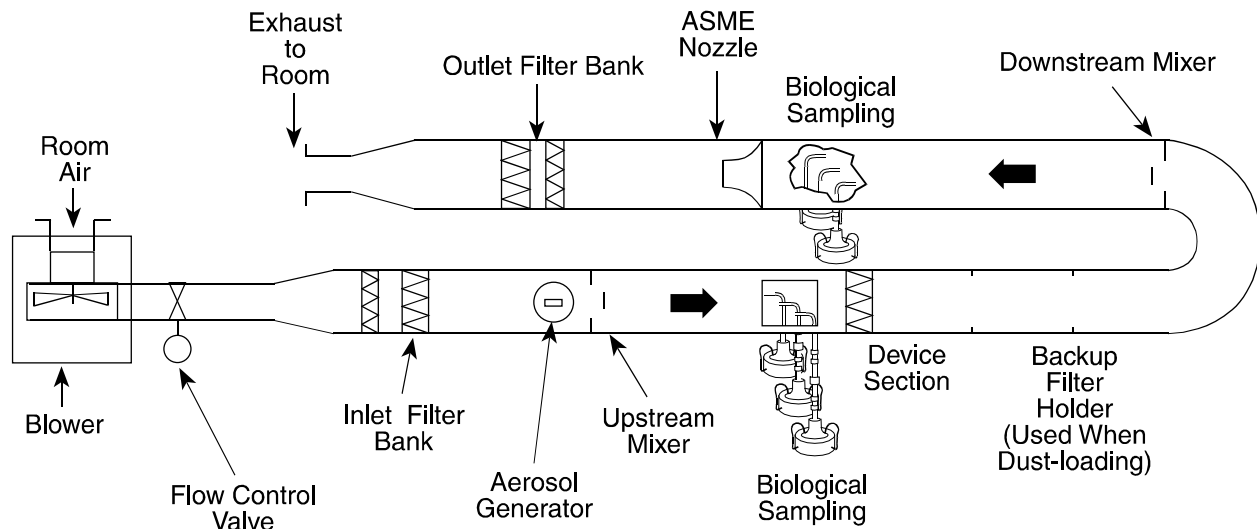 Exhaust
to
Room
Outlet Filter Bank
ASME
Nozzle
Biological
Sampling
Downstream Mixer
Room
Air
Blower
Flow Control
Valve
Inlet Filter
Bank
Aerosol
Generator
Upstream
Mixer
Biological
Sampling
Device
Section
Backup
Filter
Holder
(Used When
Dust-loading)